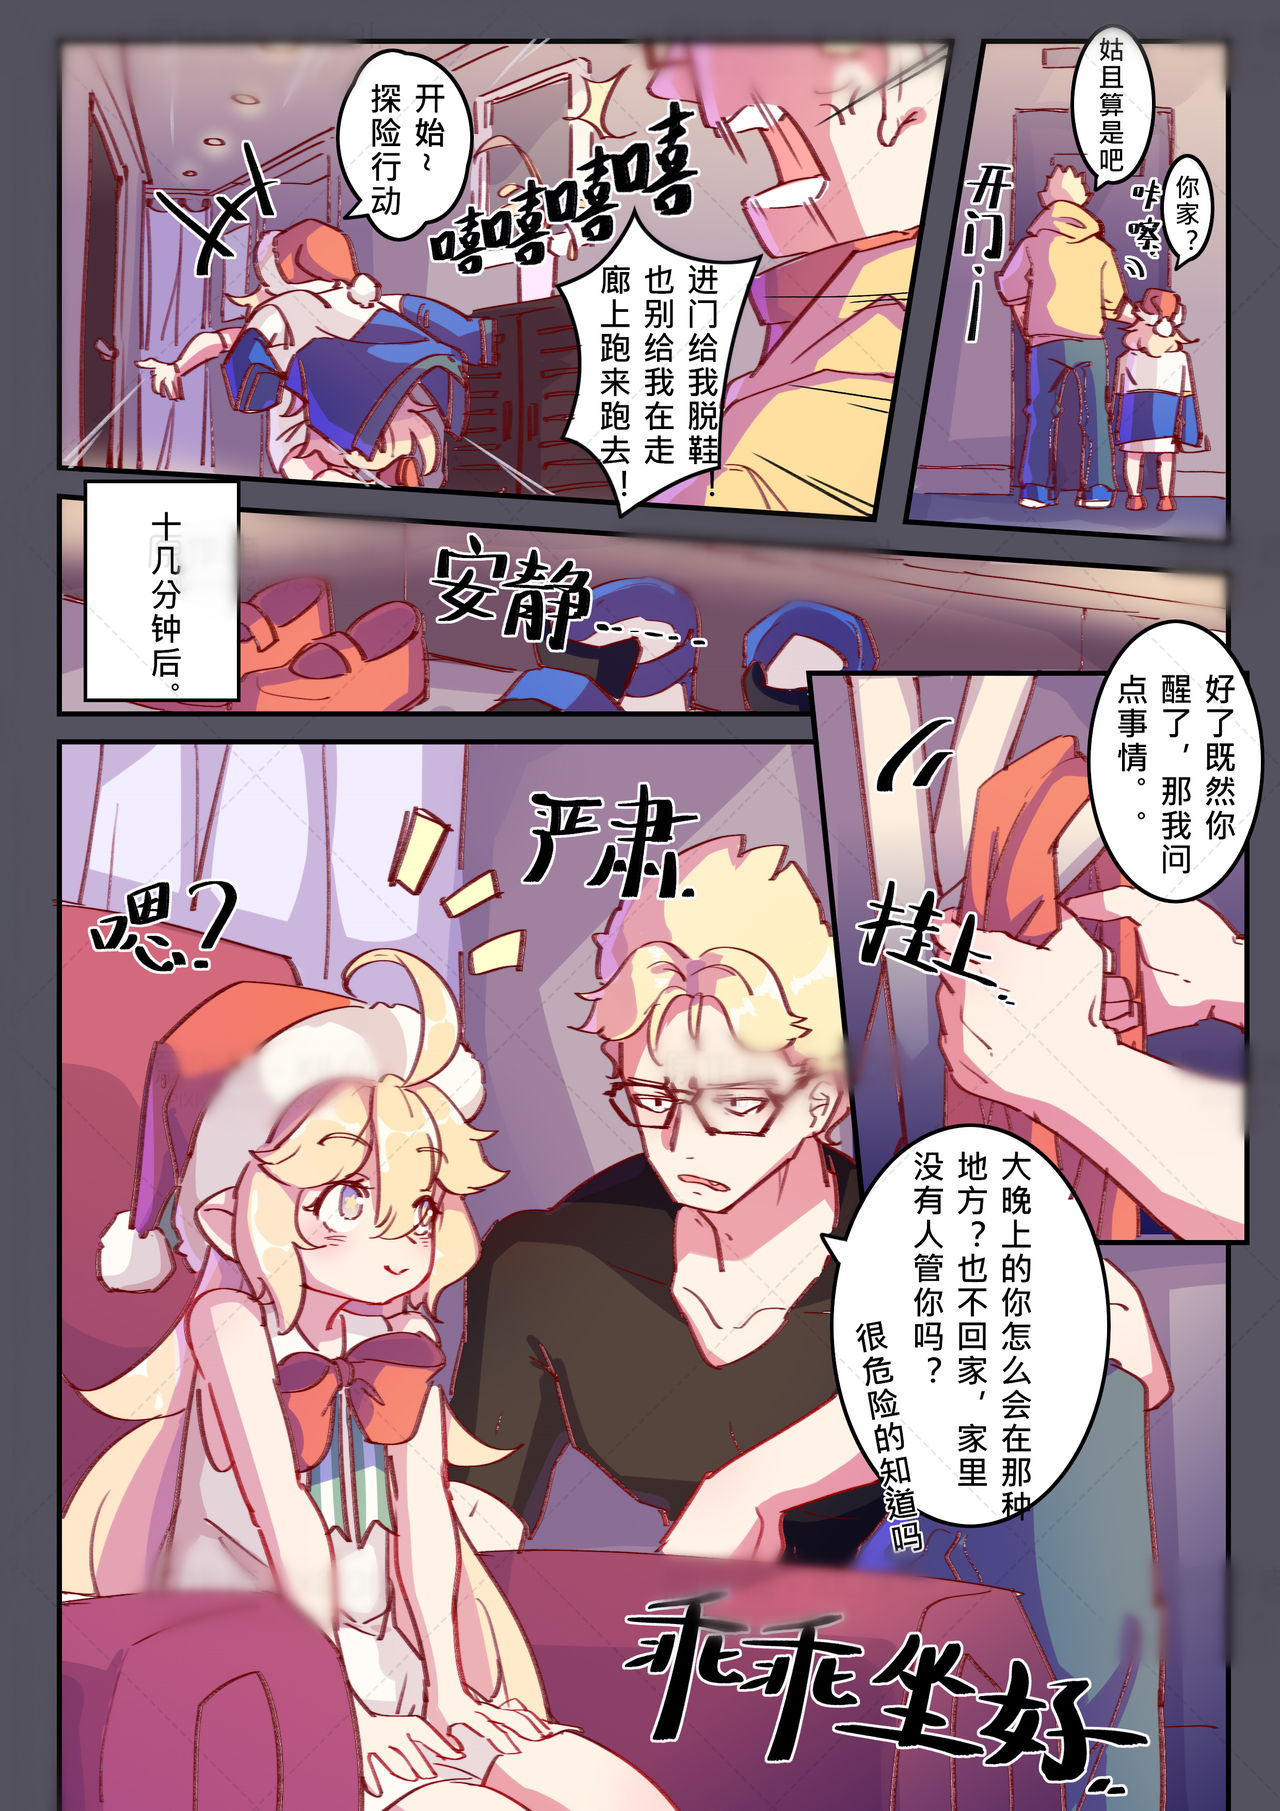 姑且算是吧
你家？
咔嚓
开门.
进门给我脱鞋！
也别给我在走
廊上跑来跑去！
嘻嘻嘻嘻
开始~
探险行动
安静……
十几分钟后。
好了既然你
醒了，那我问
点事情。。
挂上..
严肃.
嗯？
大晚上的你怎么会在那种
地方？也不回家，家里
没有人管你吗？
很危险的知道吗
乖乖坐好...